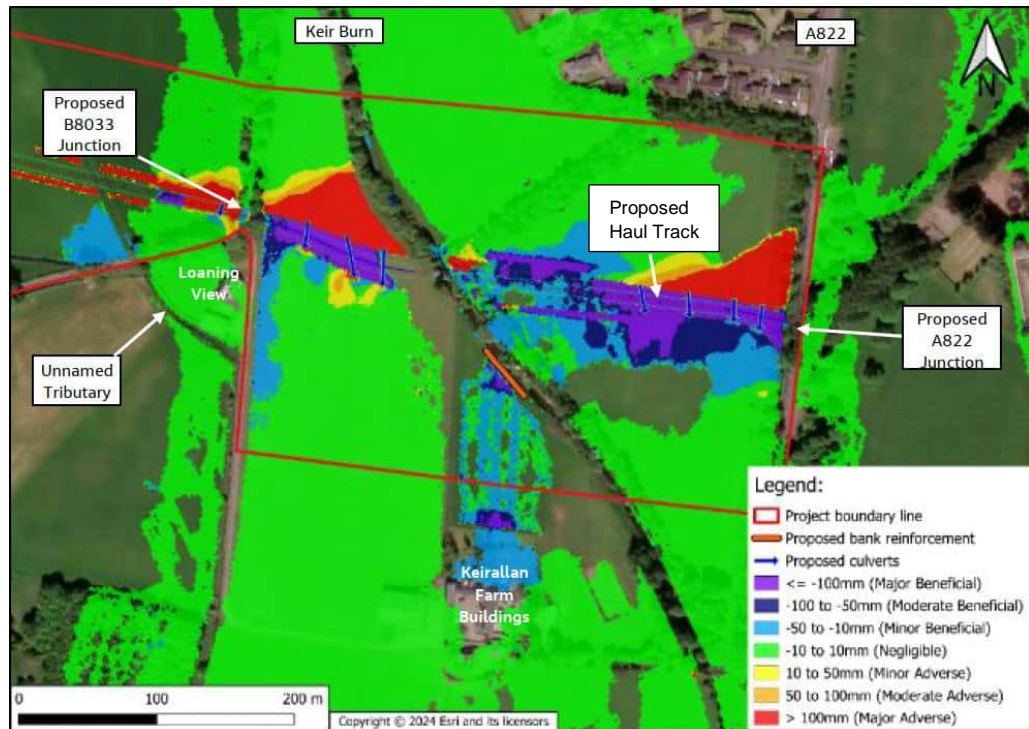 Keir Burn
A822
N
Proposed
B8033
Junction
Proposed
Haul Track
Loaning
View
Proposed
A822
Junction
Unnamed
Tributary
Keirallan
Farm
Buildings
Legend:
Project boundary line
Proposed bank reinforcement
Proposed culverts
<= -100mm (Major Beneficial)
-100 to -50mm (Moderate Beneficial)
-50 to -10mm (Minor Beneficial)
-10 to 10mm (Negligible)
10 to 50mm (Minor Adverse)
50 to 100mm (Moderate Adverse)
> 100mm (Major Adverse)
0 100 200 m
Copyright © 2024 Esri and its licensors